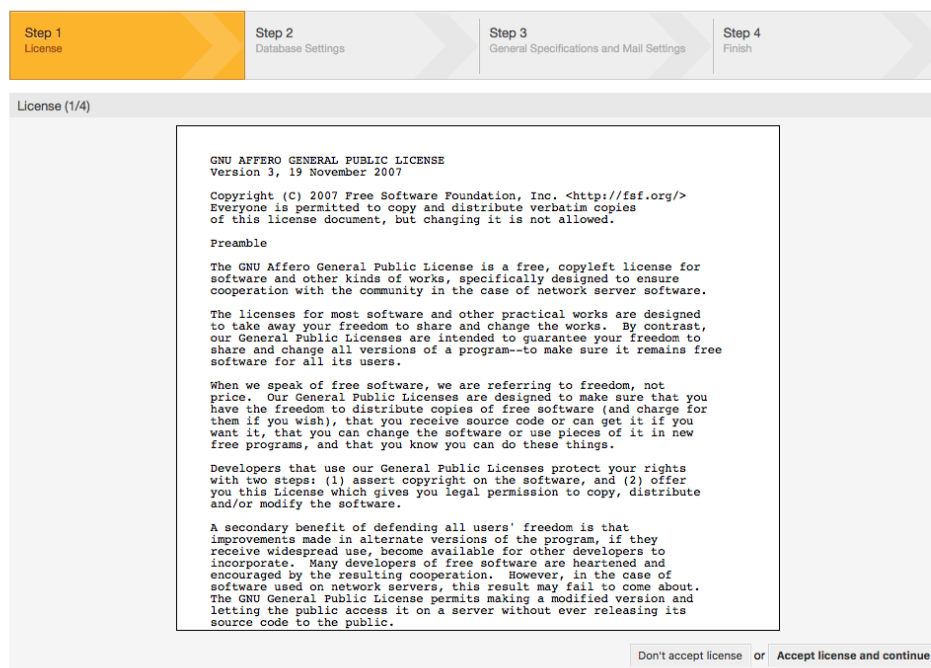 Step 1
License
Step 2
Database Settings
Step 3
General Specifications and Mail Settings
Step 4
Finish
License (1/4)
GNU AFFERO GENERAL PUBLIC LICENSE
Version 3, 19 November 2007
Copyright (C) 2007 Free Software Foundation, Inc. <http://fsf.org/>
Everyone is permitted to copy and distribute verbatim copies
of this license document, but changing it is not allowed.
Preamble
The GNU Affero General Public License is a free, copyleft license for
software and other kinds of works, specifically designed to ensure
cooperation with the community in the case of network server software.
The licenses for most software and other practical works are designed
to take away your freedom to share and change the works.  By contrast,
our General Public Licenses are intended to guarantee your freedom to
share and change all versions of a program--to make sure it remains free
software for all its users.
When we speak of free software, we are referring to freedom, not
price.  Our General Public Licenses are designed to make sure that you
have the freedom to distribute copies of free software (and charge for
them if you wish), that you receive source code or can get it if you
want it, that you can change the software or use pieces of it in new
free programs, and that you know you can do these things.
Developers that use our General Public Licenses protect your rights
with two steps: (1) assert copyright on the software, and (2) offer
you this License which gives you legal permission to copy, distribute
and/or modify the software.
A secondary benefit of defending all users' freedom is that
improvements made in alternate versions of the program, if they
receive widespread use, become available for other developers to
incorporate.  Many developers of free software are heartened and
encouraged by the resulting cooperation.  However, in the case of
software used on network servers, this result may fail to come about.
The GNU General Public License permits making a modified version and
letting the public access it on a server without ever releasing its
source code to the public.
Don't accept license or Accept license and continue